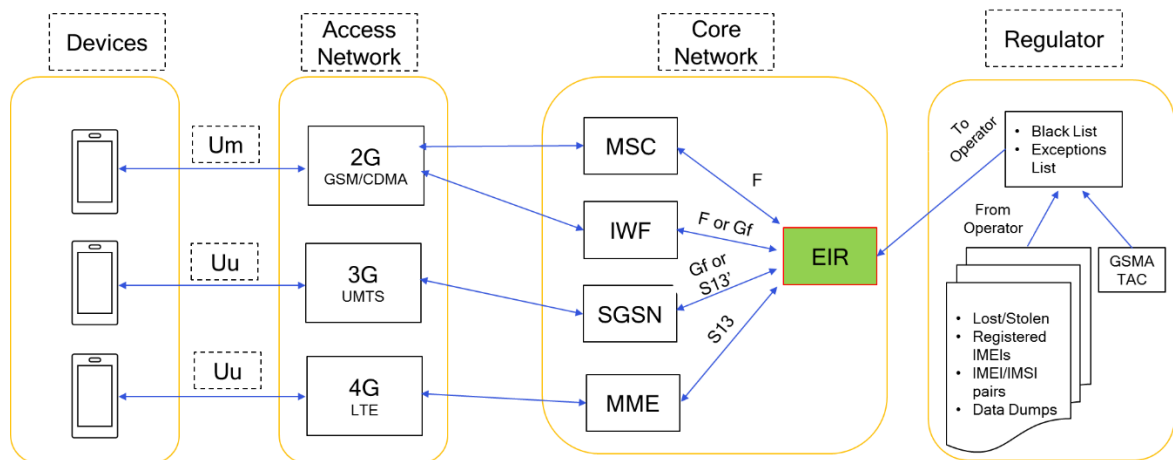 Devices
Access
Network
Core
Network
Regulator
Um
Uu
Uu
2G
GSM/CDMA
3G
UMTS
4G
LTE
MSC
IWF
SGSN
MME
F
F or Gf
Gf or
S13'
S13
EIR
To
Operator
• Black List
• Exceptions
List
From
Operator
GSMA
TAC
• Lost/Stolen
• Registered
IMEIs
• IMEI/IMSI
pairs
• Data Dumps